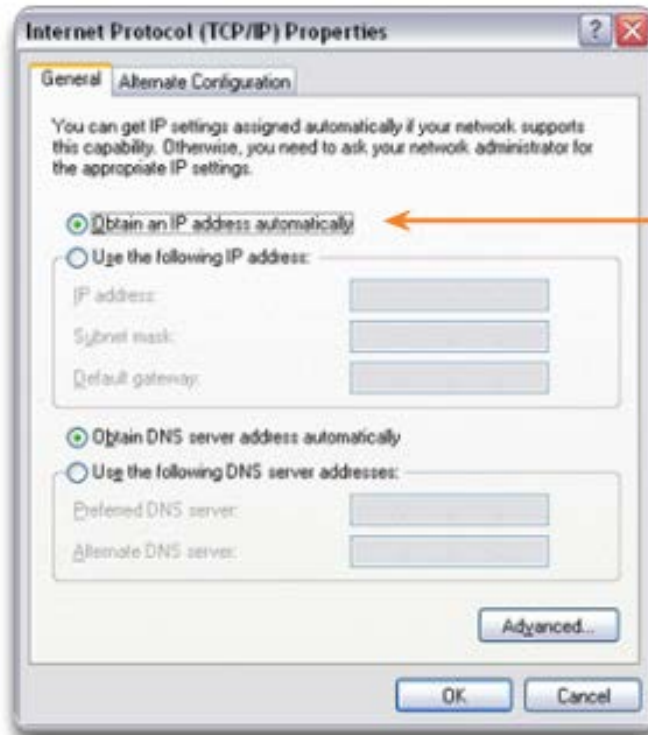 Internet Protocol (TCP/IP) Properties
General
Alternate Configuration
You can get IP settings assigned automatically if your network supports
this capability. Otherwise, you need to ask your network administrator for
the appropriate IP settings.
Obtain an IP address automatically
Use the following IP address:
IP address:
Subnet mask:
Default gateway:
Obtain DNS server address automatically
Use the following DNS server addresses:
Preferred DNS server:
Alternate DNS server:
Advanced...
OK
Cancel